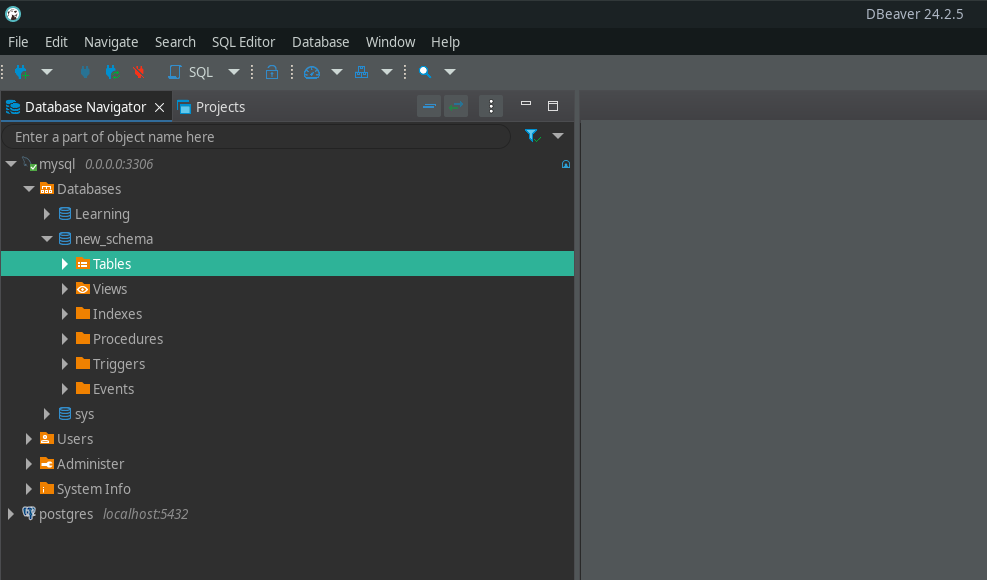 DBeaver 24.2.5
File Edit Navigate Search SQL Editor Database Window Help
SQL
Database Navigator Projects
Enter a part of object name here
mysql 0.0.0.0:3306
Databases
Learning
new_schema
Tables
Views
Indexes
Procedures
Triggers
Events
sys
Users
Administer
System Info
postgres localhost:5432